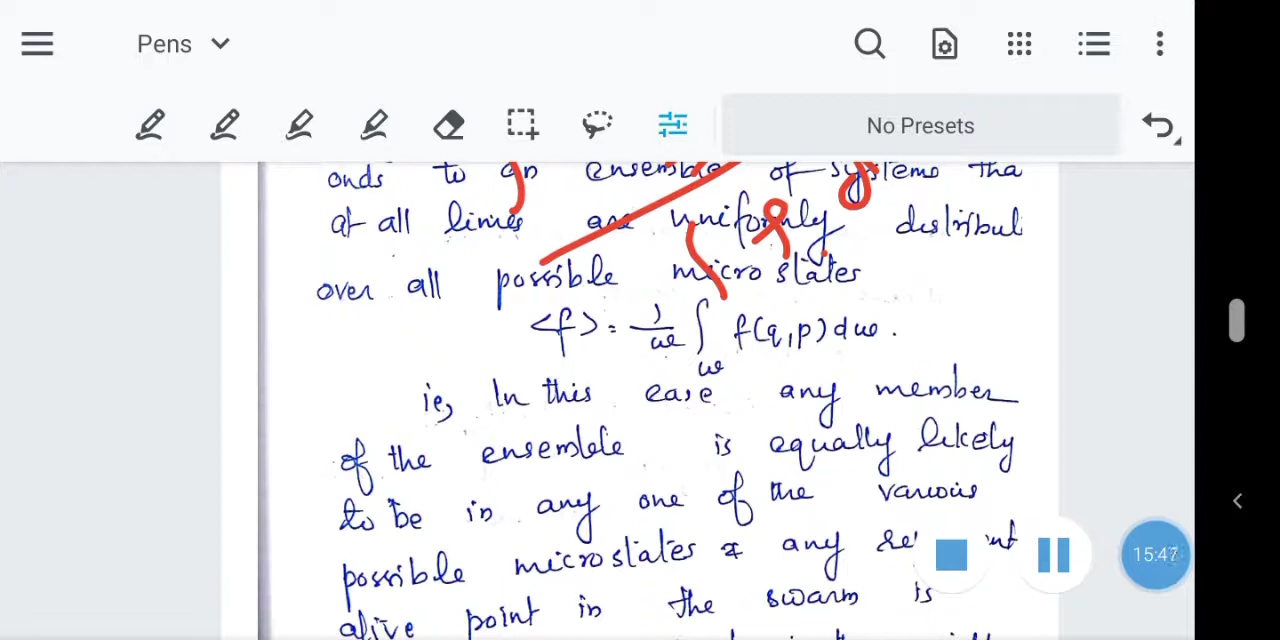 Pens
No Presets
onds to an ensemble of systems tha
at all times are uniformly distribut
over all possible microstates
<f> = 1/ω ∫ω f(q,p) dω.
ie, In this case any member
of the ensemble is equally likely
to be in any one of the various
possible microstates & any
15:47
ative point in the swarm is